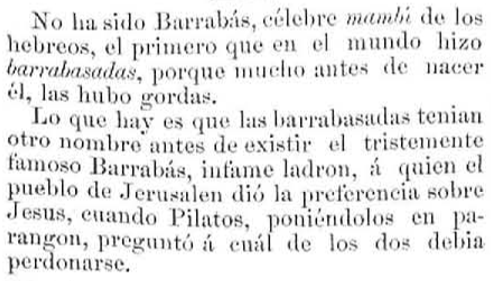 No ha sido Barrabás, célebre mambí de los
hebreos, el primero que en el mundo hizo
barrabasadas, porque mucho antes de nacer
él, las hubo gordas.
Lo que hay es que las barrabasadas tenian
otro nombre antes de existir el tristemente
famoso Barrabás, infame ladron, á quien el
pueblo de Jerusalen dió la preferencia sobre
Jesus, cuando Pilatos, poniéndolos en pa-
rangon, preguntó á cuál de los dos debia
perdonarse.